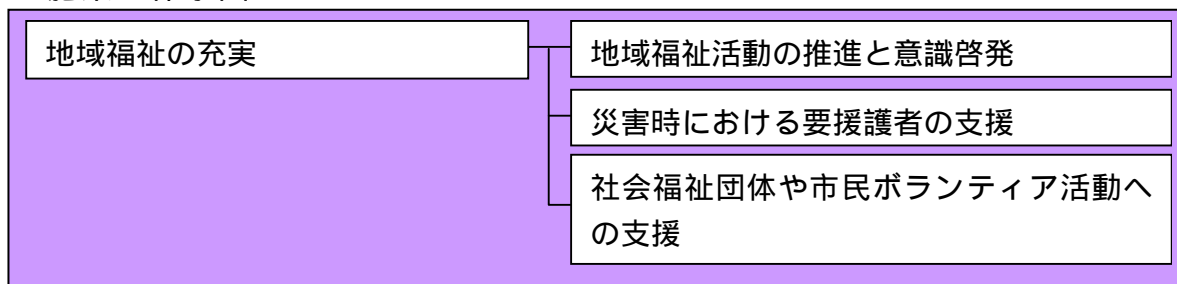 地域福祉の充実
地域福祉活動の推進と意識啓発
災害時における要援護者の支援
社会福祉団体や市民ボランティア活動へ
の支援